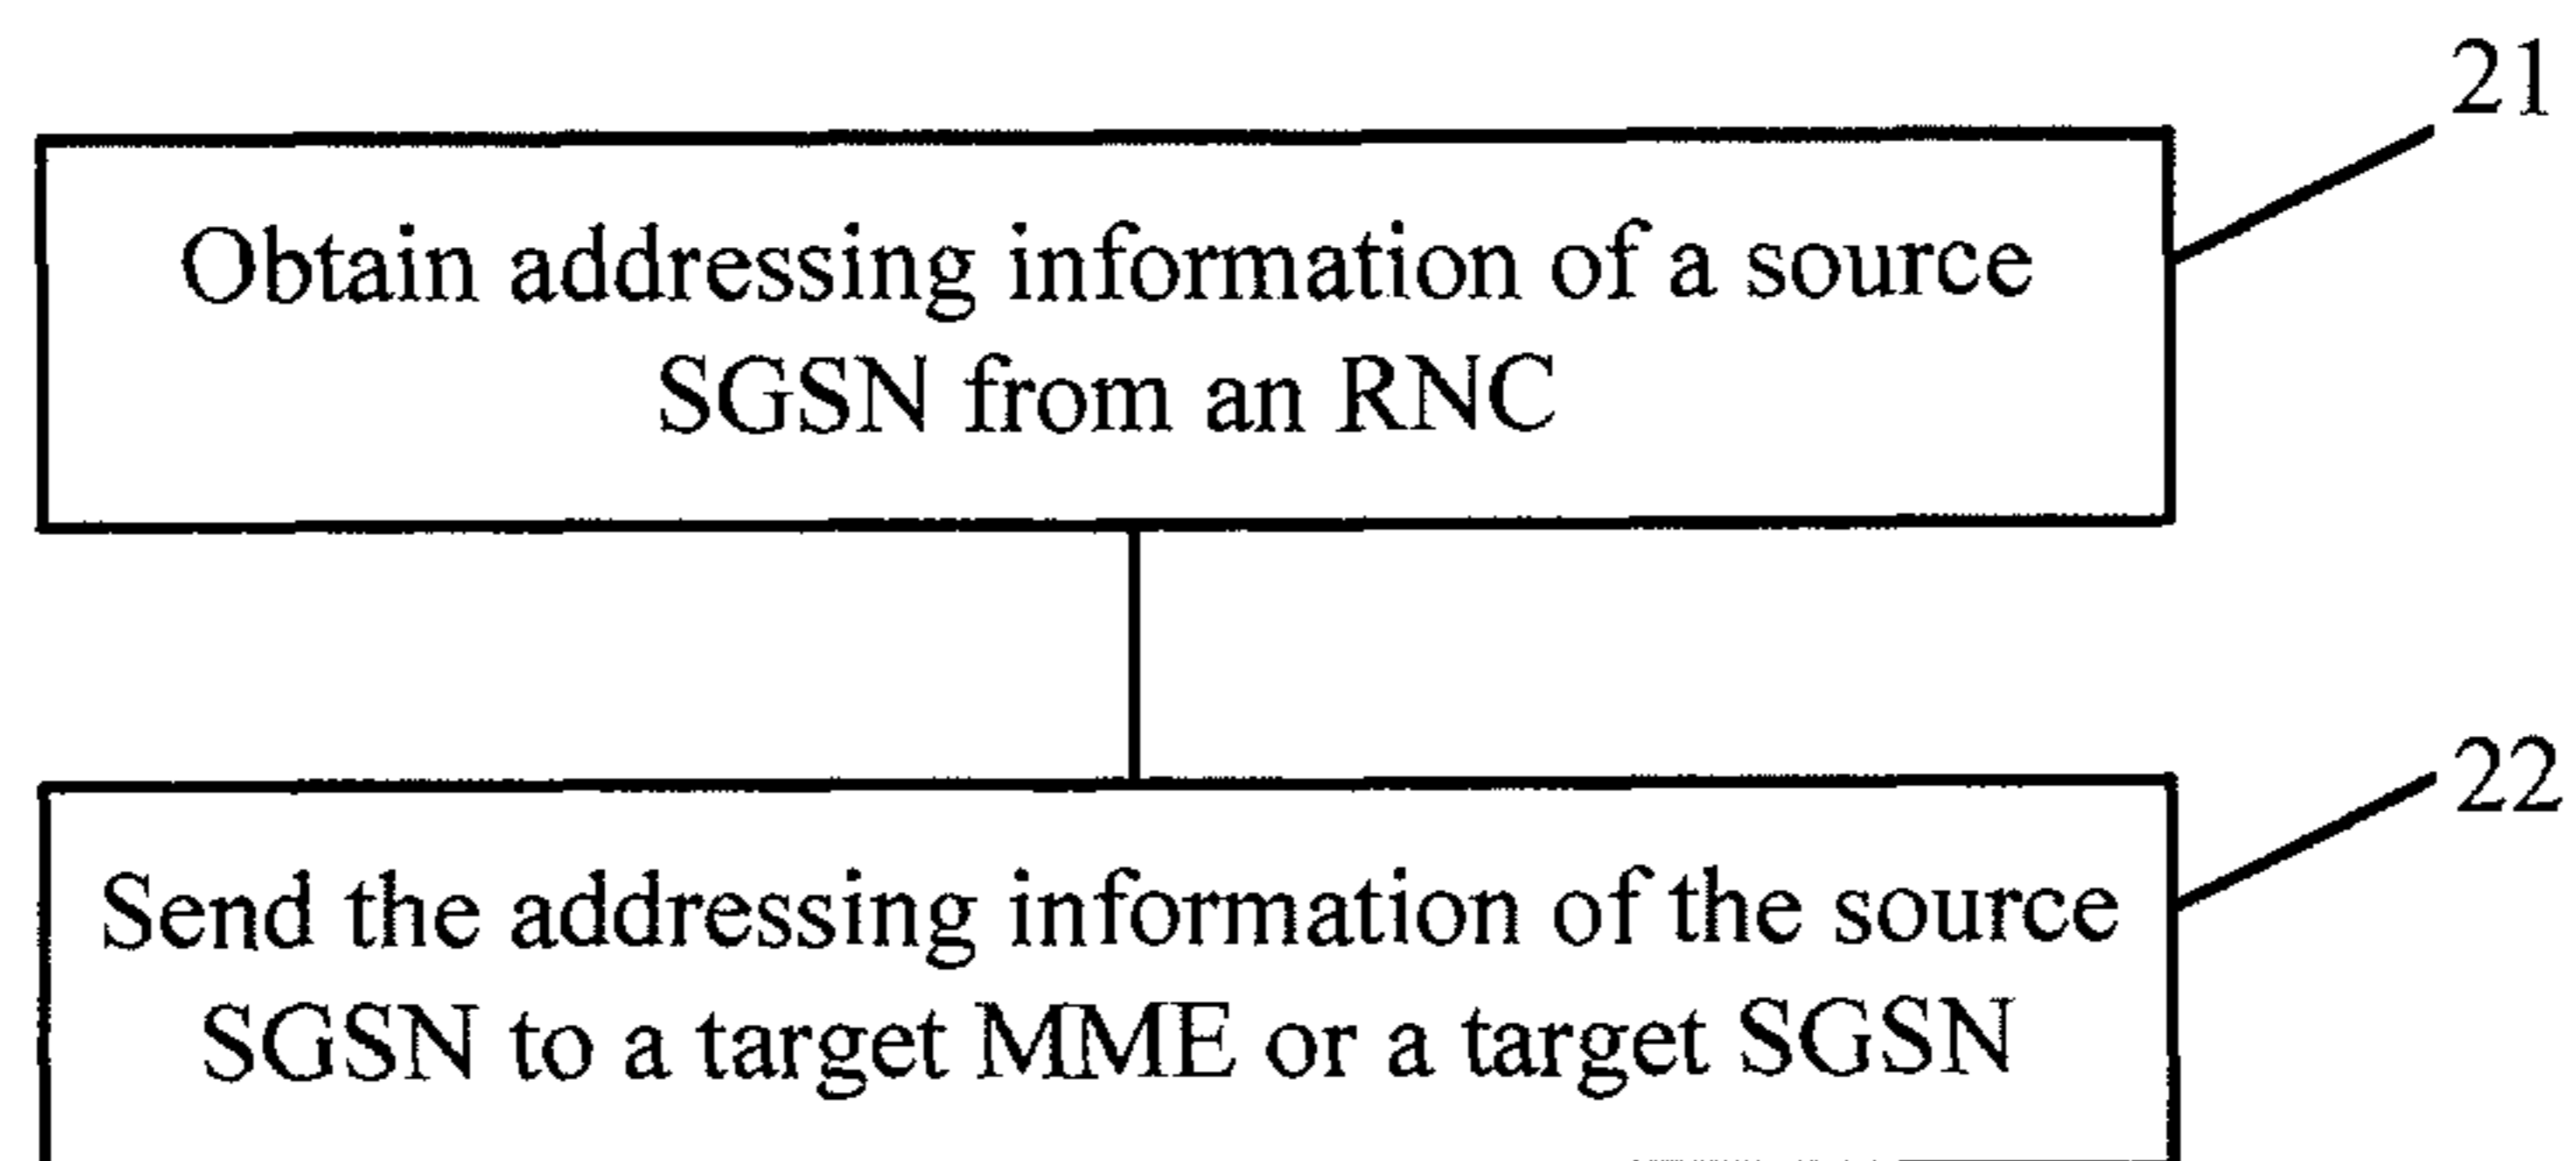 21
Obtain addressing information of a source
SGSN from an RNC
22
Send the addressing information of the source
SGSN to a target MME or a target SGSN